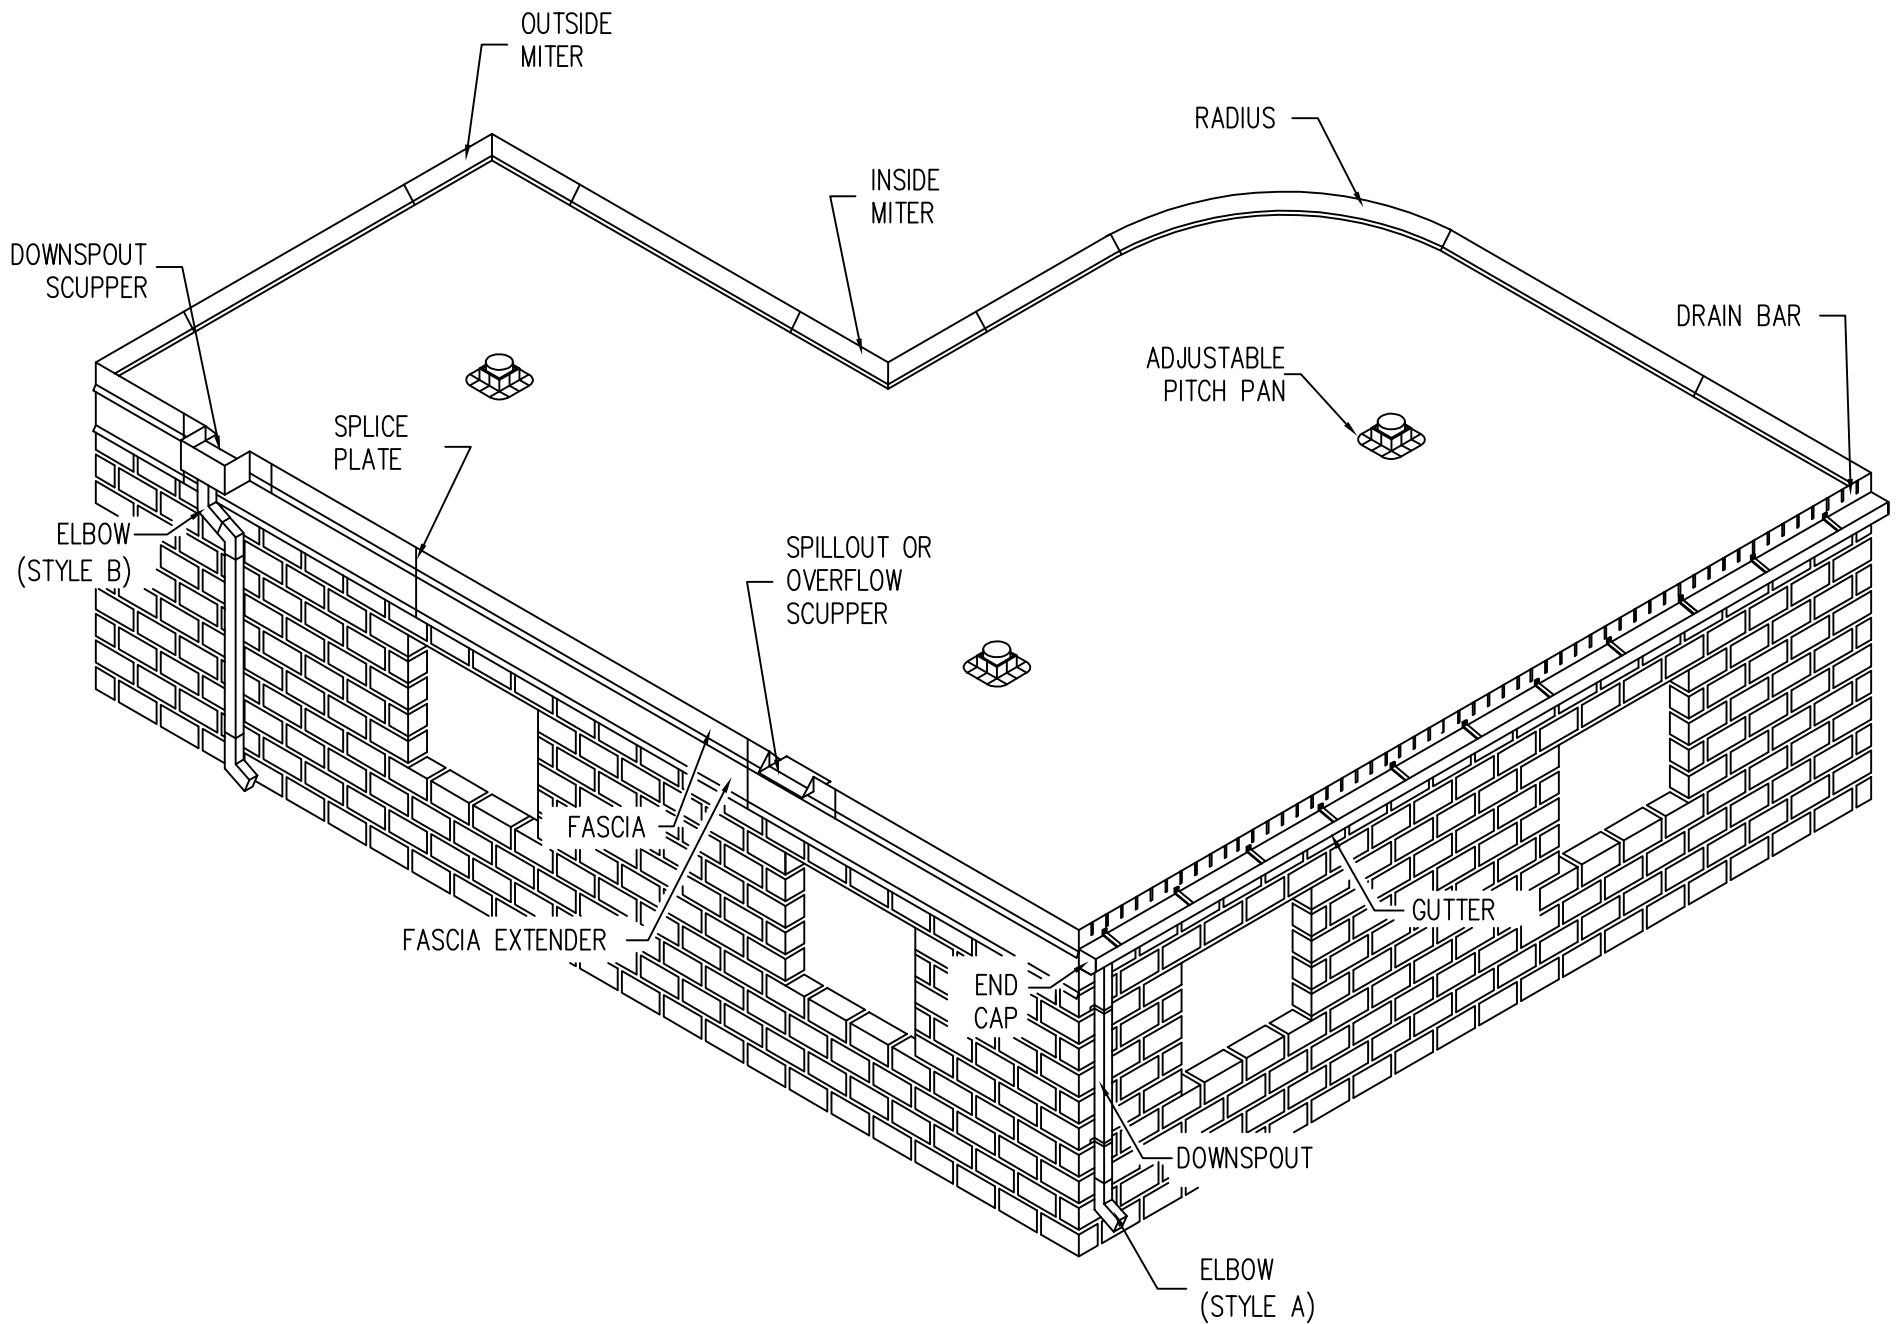 OUTSIDE
MITER
RADIUS
INSIDE
MITER
DOWNSPOUT
SCUPPER
DRAIN BAR
ADJUSTABLE
PITCH PAN
SPLICE
PLATE
ELBOW
(STYLE B)
SPILLOUT OR
OVERFLOW
SCUPPER
FASCIA
FASCIA EXTENDER
GUTTER
END
CAP
DOWNSPOUT
ELBOW
(STYLE A)